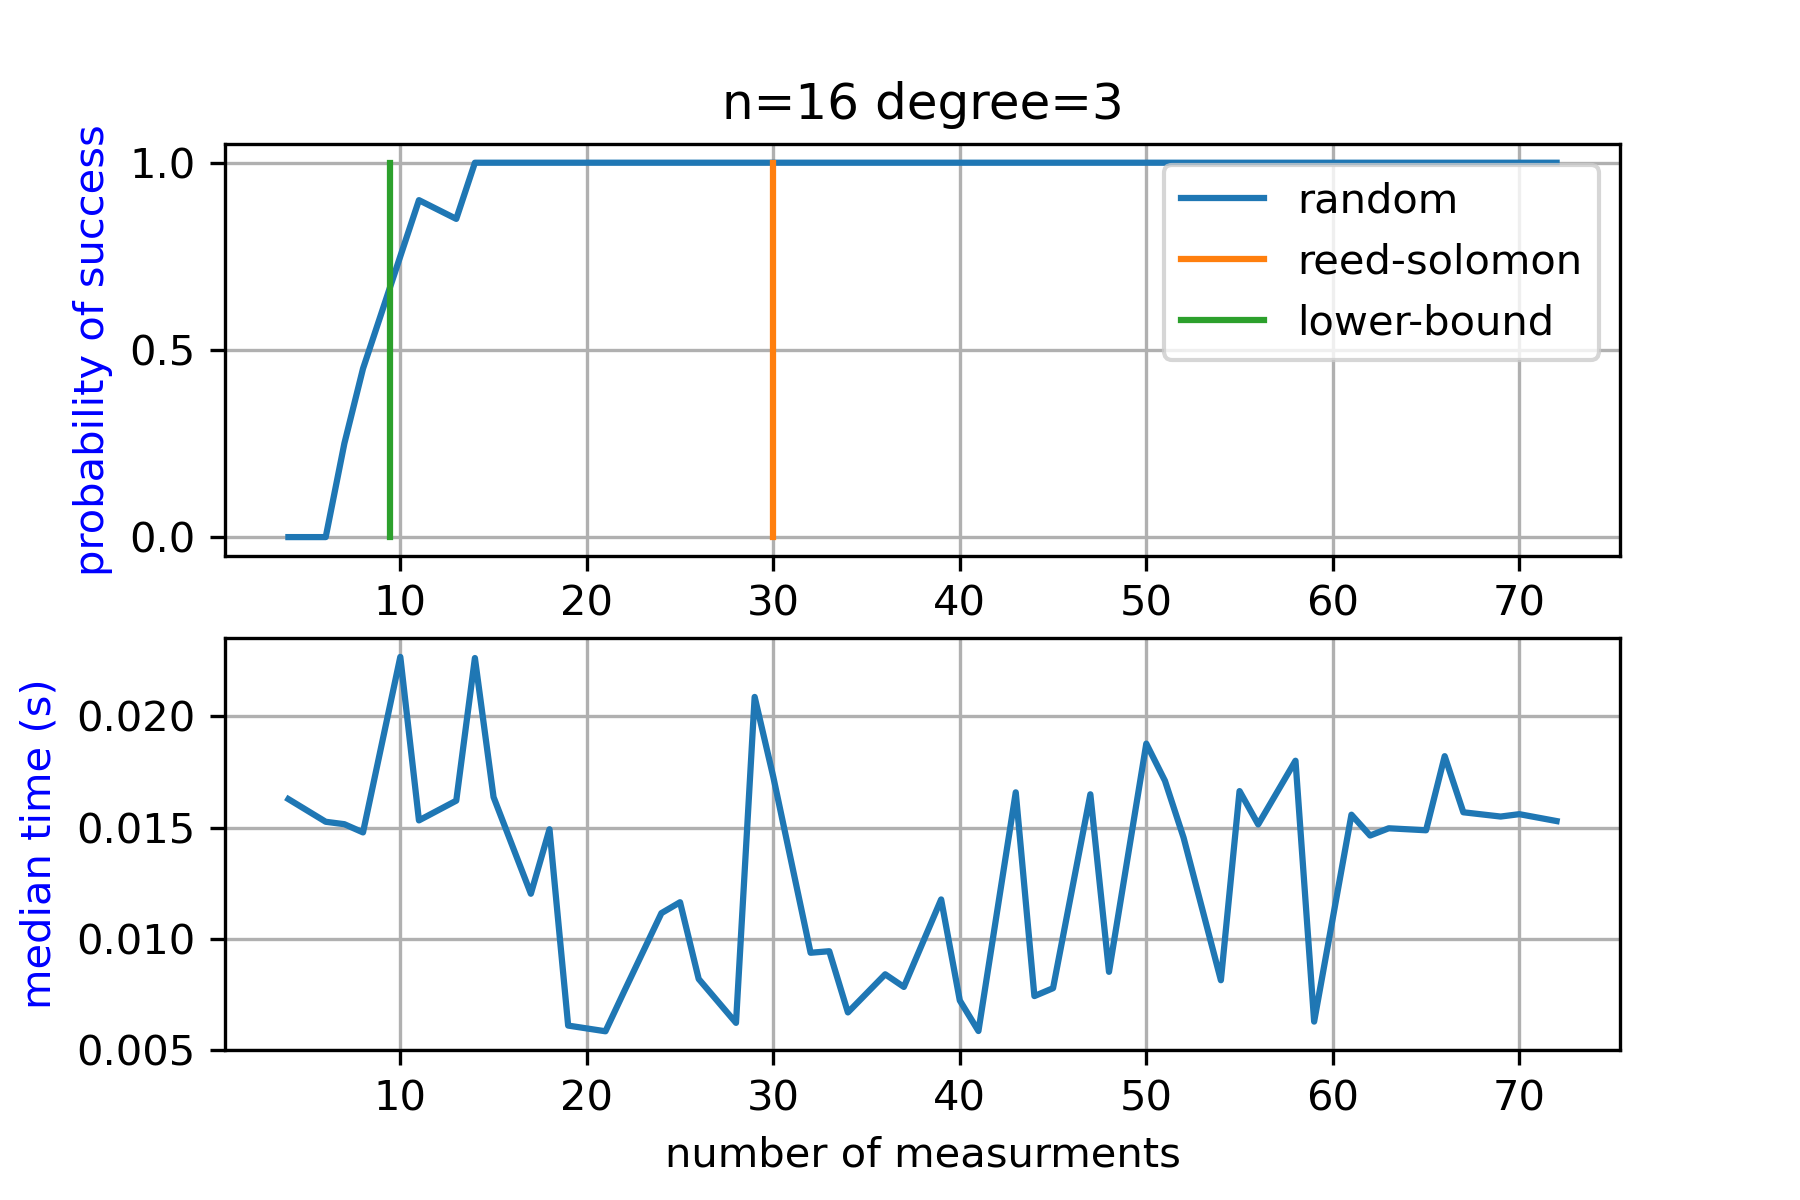 n=16 degree=3
probability of success
1.0
0.5
0.0
random
reed-solomon
lower-bound
10 20 30 40 50 60 70
median time (s)
0.020
0.015
0.010
0.005
10 20 30 40 50 60 70
number of measurments